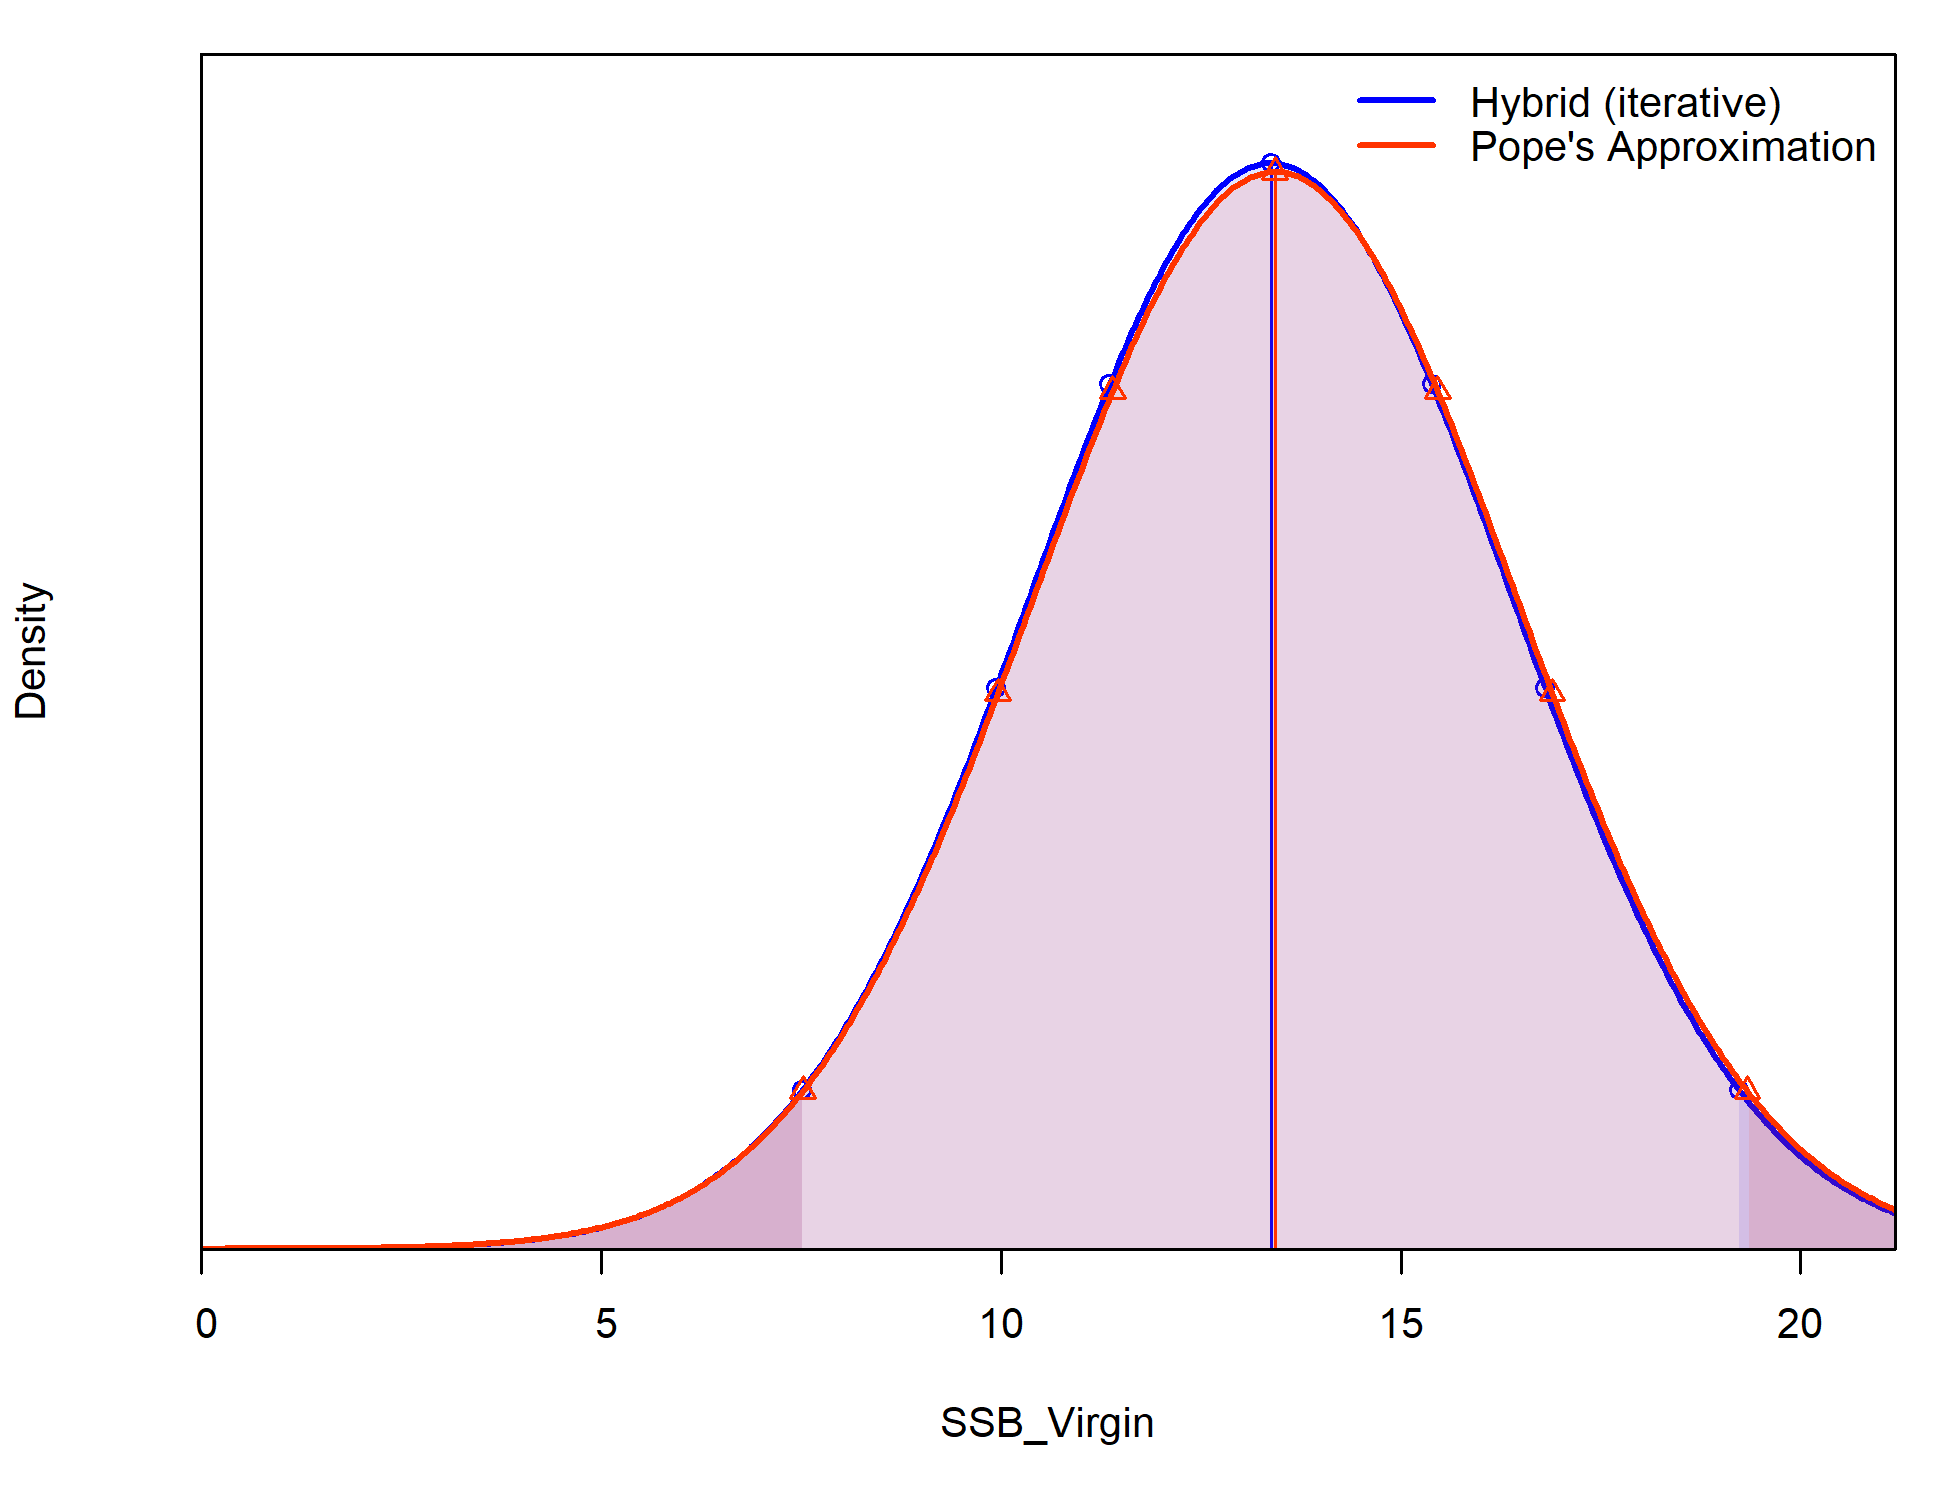 Hybrid (iterative)
Pope's Approximation
Density
0 5 10 15 20
SSB_Virgin